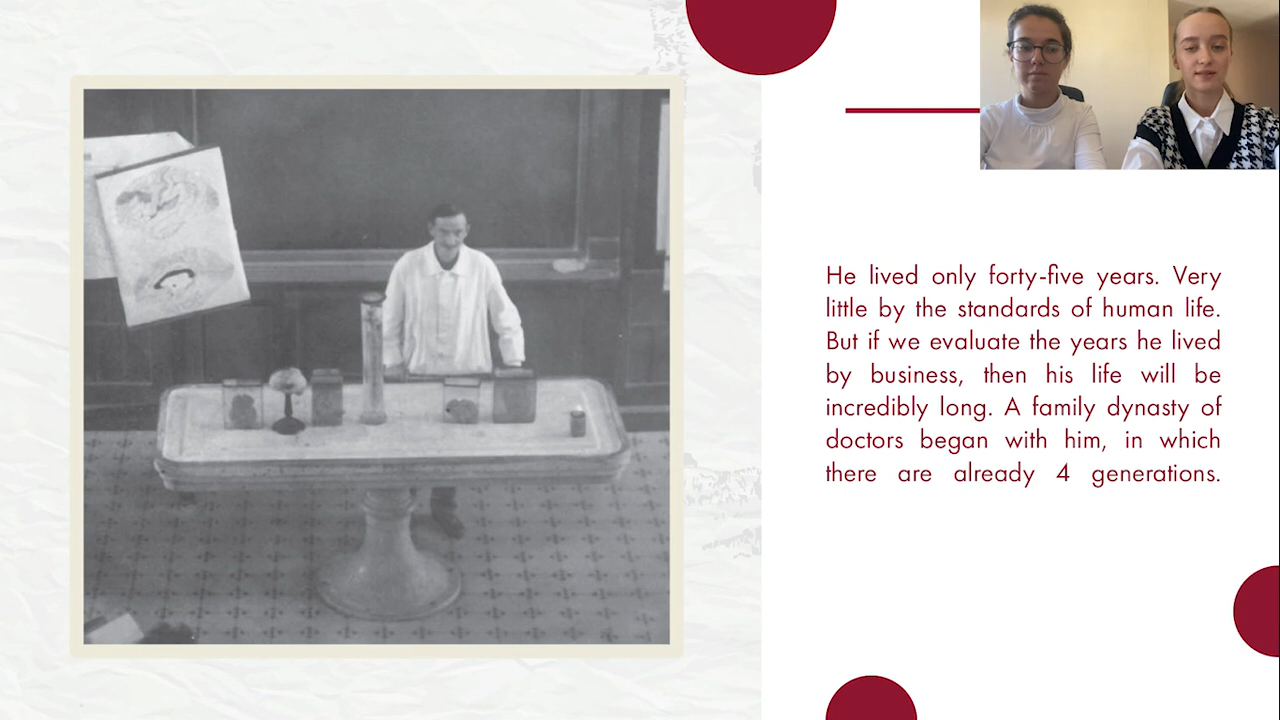 He lived only forty-five years. Very
little by the standards of human life.
But if we evaluate the years he lived
by business, then his life will be
incredibly long. A family dynasty of
doctors began with him, in which
there are already 4 generations.